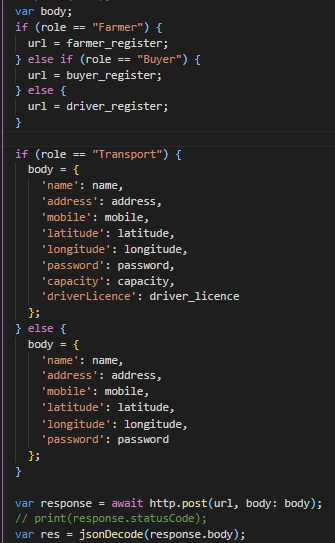 var body;
if (role == "Farmer") {
  url = farmer_register;
} else if (role == "Buyer") {
  url = buyer_register;
} else {
  url = driver_register;
}
if (role == "Transport") {
  body = {
    'name': name,
    'address': address,
    'mobile': mobile,
    'latitude': latitude,
    'longitude': longitude,
    'password': password,
    'capacity': capacity,
    'driverLicence': driver_licence
  };
} else {
  body = {
    'name': name,
    'address': address,
    'mobile': mobile,
    'latitude': latitude,
    'longitude': longitude,
    'password': password
  };
}
var response = await http.post(url, body: body);
// print(response.statusCode);
var res = jsonDecode(response.body);